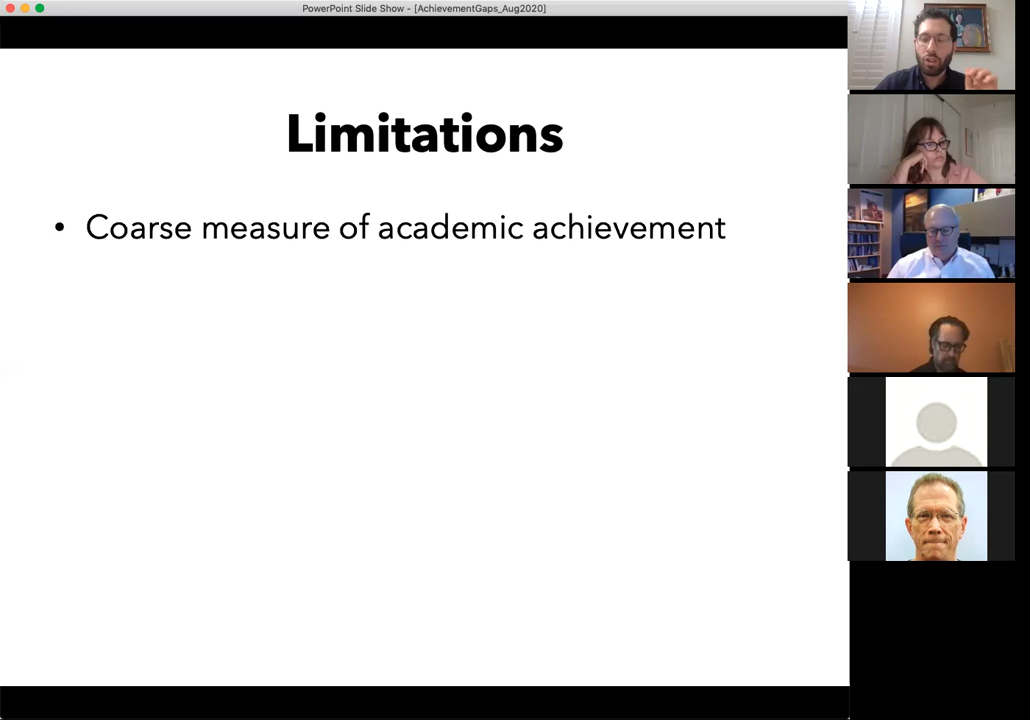 PowerPoint Slide Show - [AchievementGaps_Aug2020]
Limitations
• Coarse measure of academic achievement